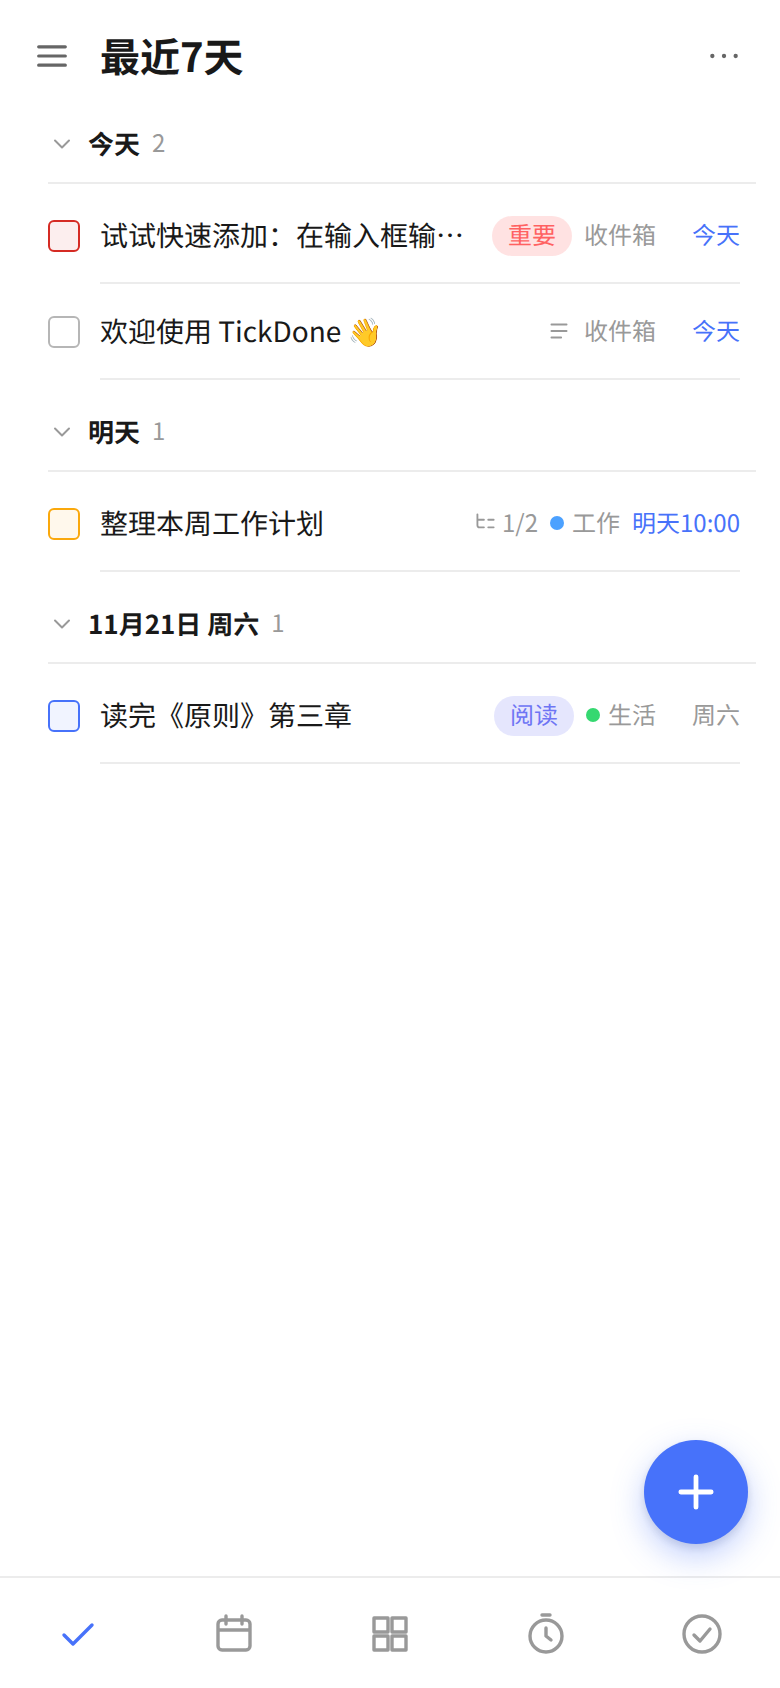 最近7天
今天 2
试试快速添加：在输入框输… 重要 收件箱 今天
欢迎使用 TickDone 👋 收件箱 今天
明天 1
整理本周工作计划 1/2 工作 明天10:00
11月21日 周六 1
读完《原则》第三章 阅读 生活 周六